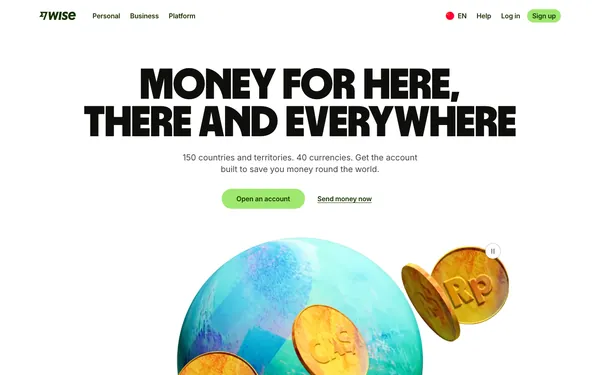 wise
Personal
Business
Platform
EN
Help
Log in
Sign up
MONEY FOR HERE,
THERE AND EVERYWHERE
150 countries and territories. 40 currencies. Get the account
built to save you money round the world.
Open an account
Send money now
Rp